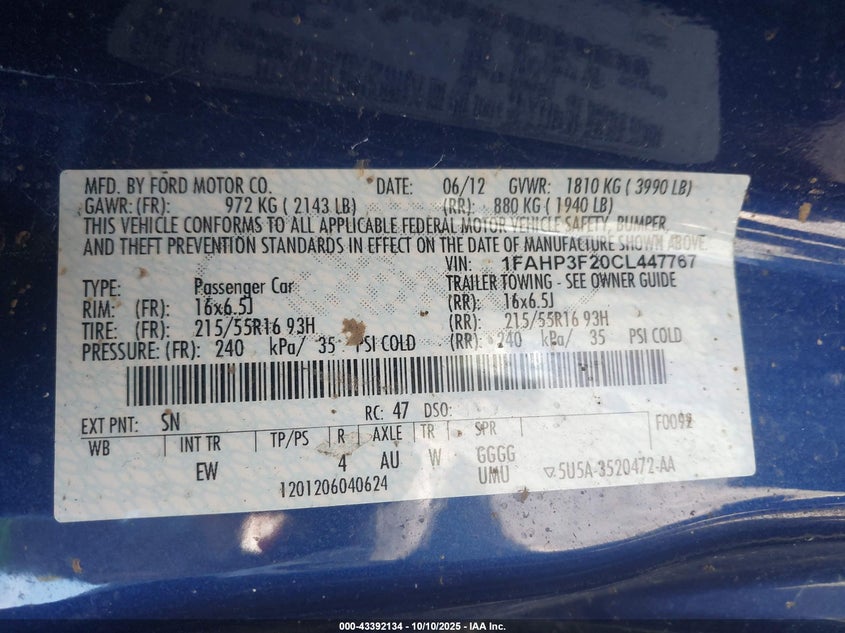 MFD. BY FORD MOTOR CO. DATE: 06/12 GVWR: 1810 KG ( 3990 LB)
GAWR: (FR): 972 KG ( 2143 LB) (RR): 880 KG ( 1940 LB)
THIS VEHICLE CONFORMS TO ALL APPLICABLE FEDERAL MOTOR VEHICLE SAFETY, BUMPER,
AND THEFT PREVENTION STANDARDS IN EFFECT ON THE DATE OF MANUFACTURE SHOWN ABOVE.
VIN: 1FAHP3F20CL447767
TYPE: Passenger Car TRAILER TOWING - SEE OWNER GUIDE
RIM: (FR): 16x6.5J (RR): 16x6.5J
TIRE: (FR): 215/55R16 93H (RR): 215/55R16 93H
PRESSURE: (FR): 240 kPa/ 35 PSI COLD (RR): 240 kPa/ 35 PSI COLD
EXT PNT: SN RC: 47 DSO:
WB INT TR TP/PS R AXLE TR SPR F0092
EW 4 AU W GGGG
UMU 5U5A-3520472-AA
1201206040624
000-43392134 - 10/10/2025 - IAA Inc.